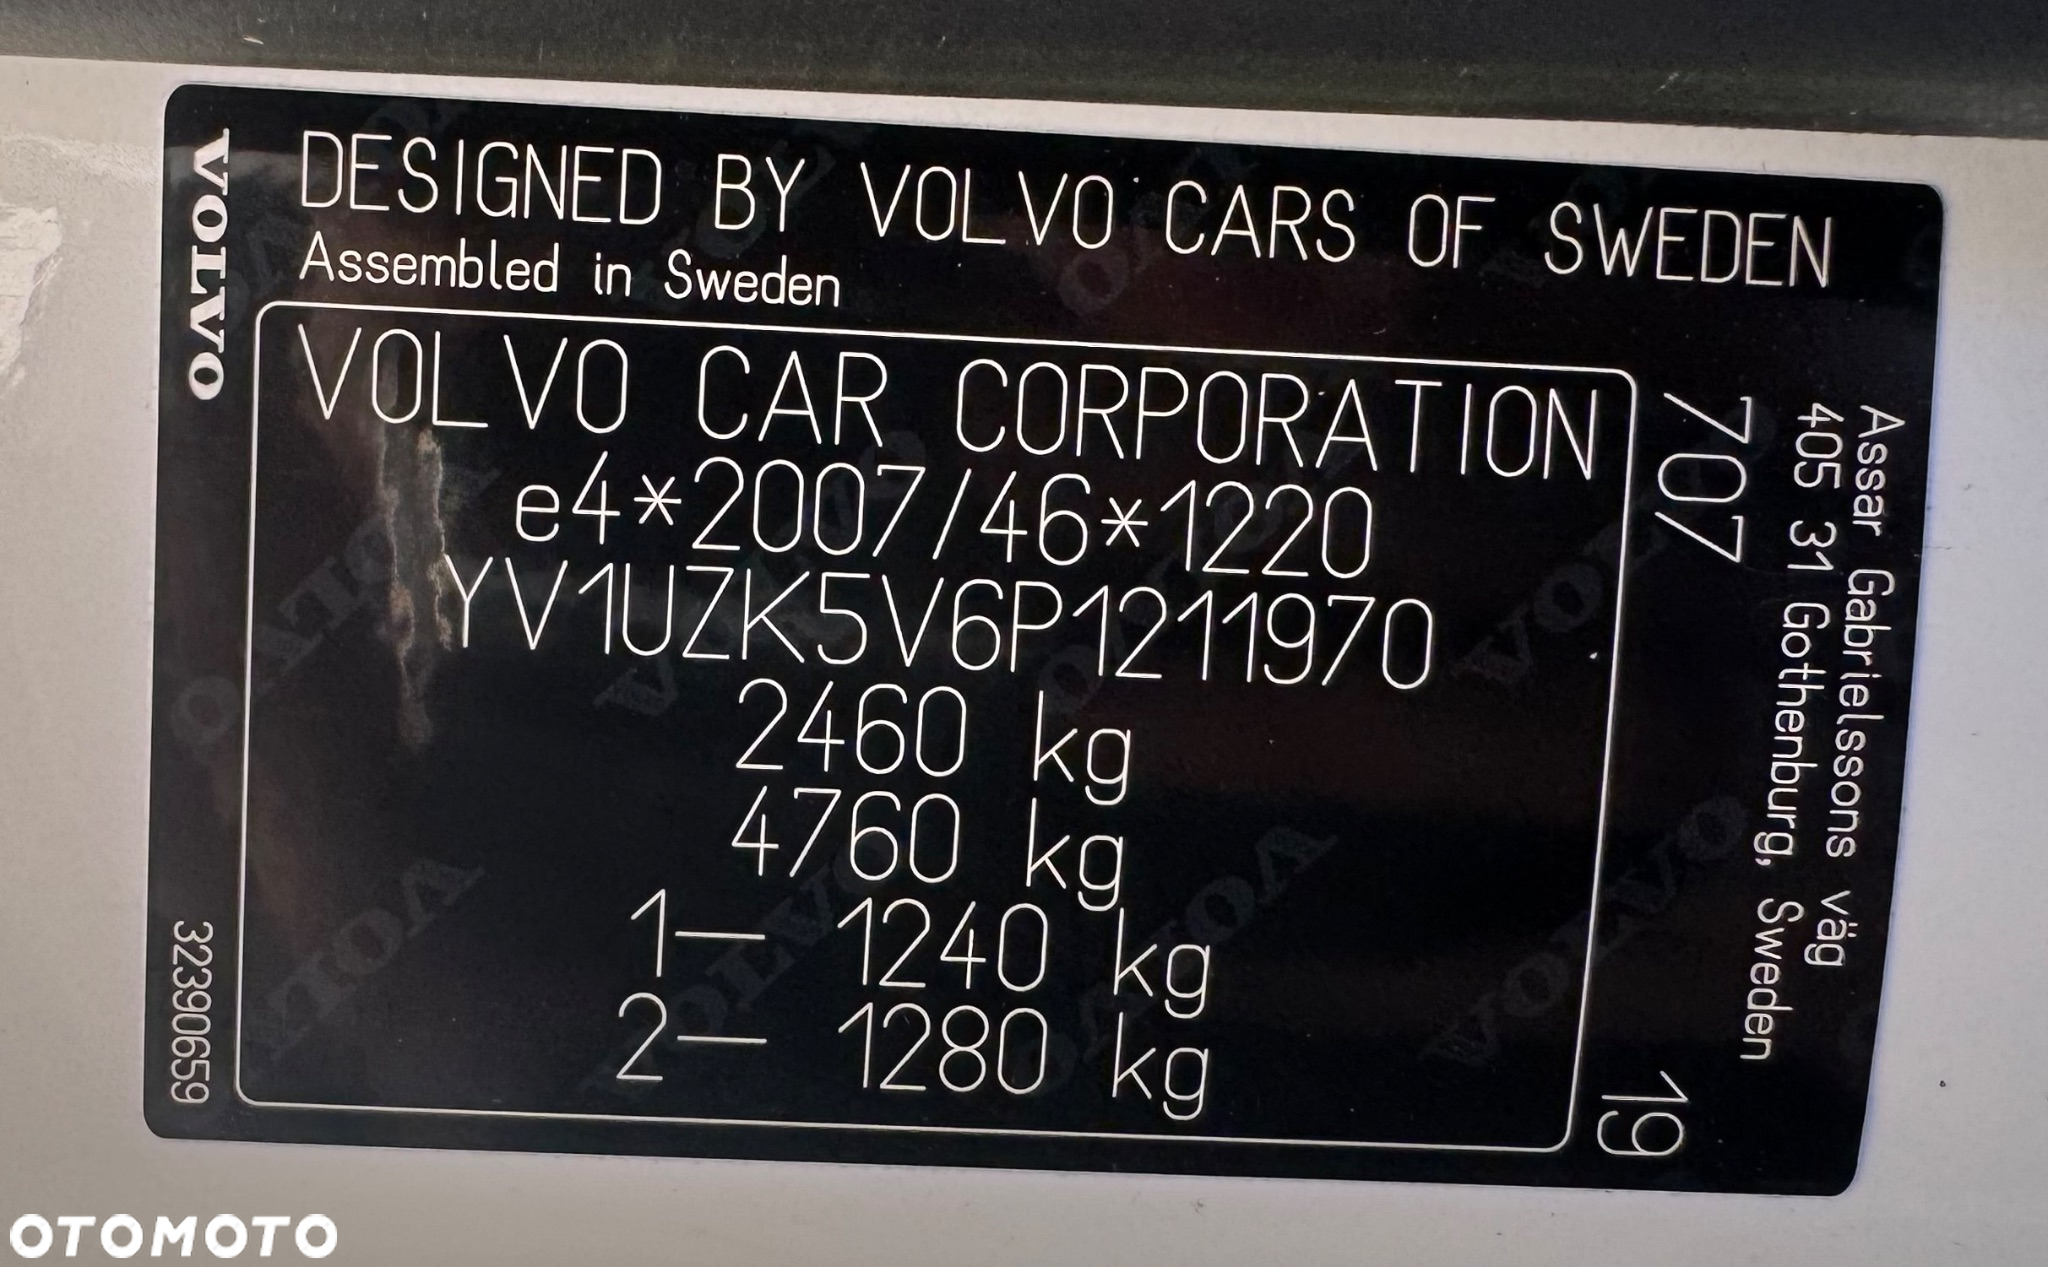 VOLVO
DESIGNED BY VOLVO CARS OF SWEDEN
Assembled in Sweden
VOLVO CAR CORPORATION
e4*2007/46*1220
YV1UZK5V6P1211970
2460 kg
4760 kg
1— 1240 kg
2— 1280 kg
32390659
707
19
Assar Gabrielssons väg
405 31 Gothenburg, Sweden
OTOMOTO